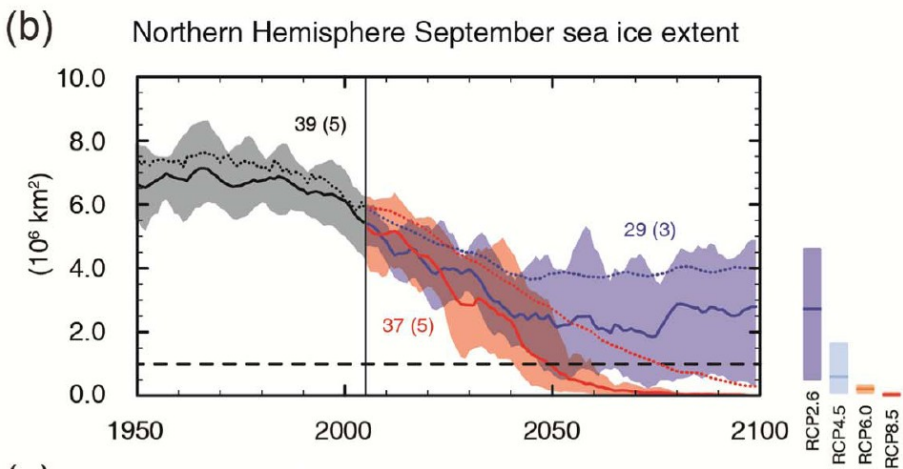 (b) Northern Hemisphere September sea ice extent
10.0
8.0
6.0
4.0
2.0
0.0
(10⁶ km²)
39 (5)
29 (3)
37 (5)
1950 2000 2050 2100
RCP2.6
RCP4.5
RCP6.0
RCP8.5